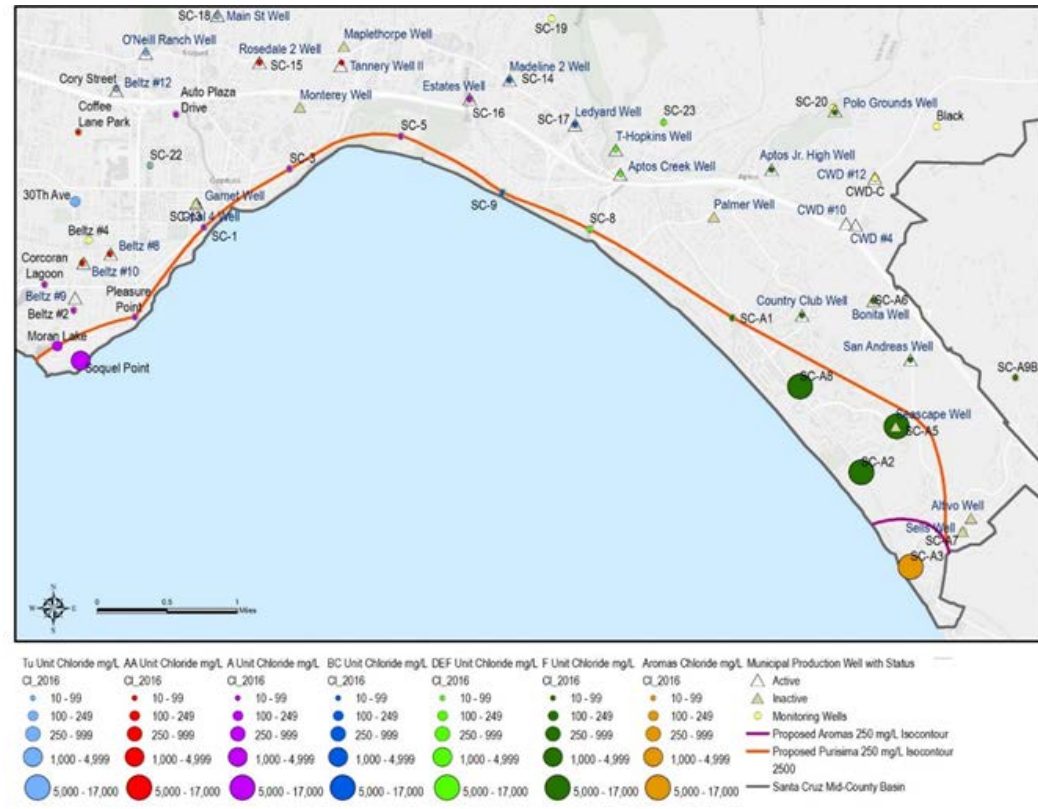 SC-18
Main St Well
SC-19
O'Neill Ranch Well
Maplethorpe Well
Rosedale 2 Well
SC-15
Tannery Well II
Madeline 2 Well
SC-14
Cory Street
Beltz #12
Auto Plaza
Drive
Estates Well
SC-16
Monterey Well
SC-20
Polo Grounds Well
Coffee
Lane Park
Ledyard Well
SC-17
SC-23
Black
SC-5
T-Hopkins Well
SC-22
SC-3
Aptos Creek Well
Aptos Jr. High Well
CWD #12
CWD-C
30Th Ave
Garnet Well
SC-9
Opal 4 Well
SC-1
SC-8
Palmer Well
CWD #10
CWD #4
Beltz #4
Beltz #8
Beltz #10
Corcoran
Lagoon
Pleasure
Point
Beltz #9
Beltz #2
Country Club Well
SC-A6
Bonita Well
SC-A1
Moran Lake
Soquel Point
San Andreas Well
SC-A8
SC-A9B
Seascape Well
SC-A5
SC-A2
Altivo Well
Sells Well
SC-A7
SC-A3
N
W E
S
0 0.5 1
Miles
Tu Unit Chloride mg/L AA Unit Chloride mg/L A Unit Chloride mg/L BC Unit Chloride mg/L DEF Unit Chloride mg/L F Unit Chloride mg/L Aromas Chloride mg/L Municipal Production Well with Status
Cl_2016 Cl_2016 Cl_2016 Cl_2016 Cl_2016 Cl_2016 Cl_2016 Active
10 - 99 10 - 99 10 - 99 10 - 99 10 - 99 10 - 99 10 - 99 Inactive
100 - 249 100 - 249 100 - 249 100 - 249 100 - 249 100 - 249 100 - 249 Monitoring Wells
250 - 999 250 - 999 250 - 999 250 - 999 250 - 999 250 - 999 250 - 999 Proposed Aromas 250 mg/L Isocontour
1,000 - 4,999 1,000 - 4,999 1,000 - 4,999 1,000 - 4,999 1,000 - 4,999 1,000 - 4,999 1,000 - 4,999 Proposed Purisima 250 mg/L Isocontour
2500
5,000 - 17,000 5,000 - 17,000 5,000 - 17,000 5,000 - 17,000 5,000 - 17,000 5,000 - 17,000 5,000 - 17,000 Santa Cruz Mid-County Basin